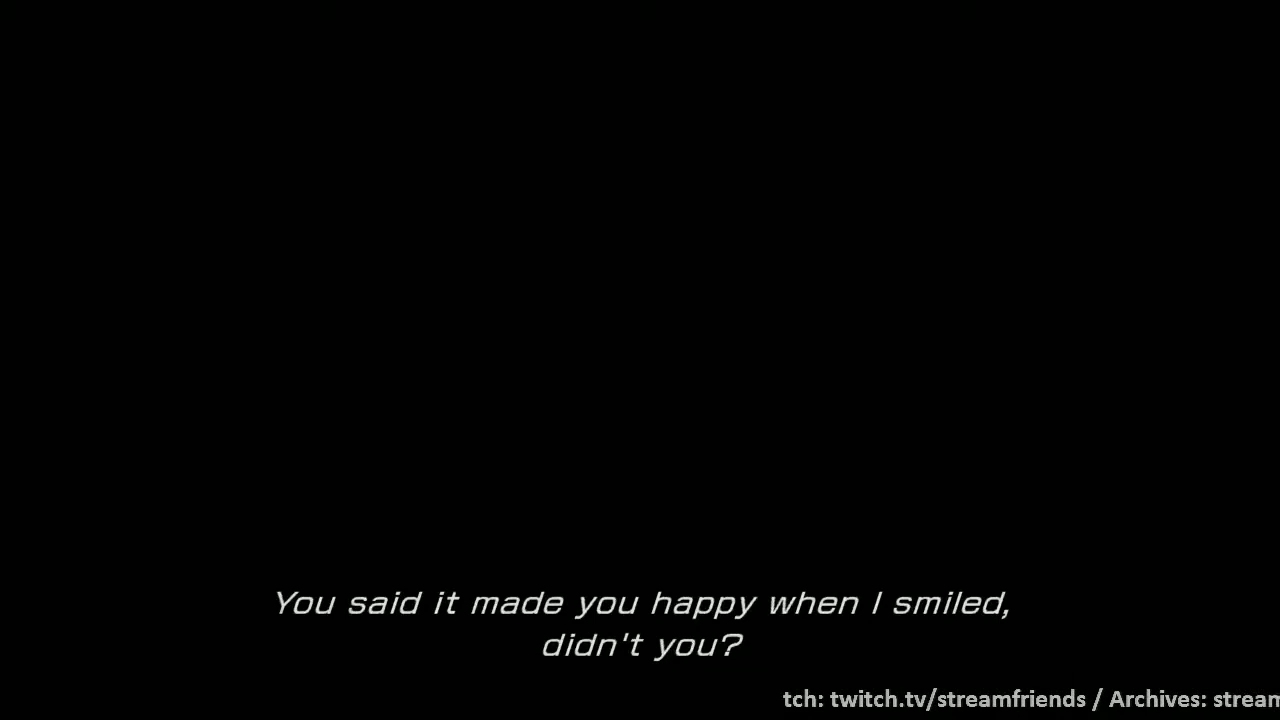 You said it made you happy when I smiled,
didn't you?
tch: twitch.tv/streamfriends / Archives: stream